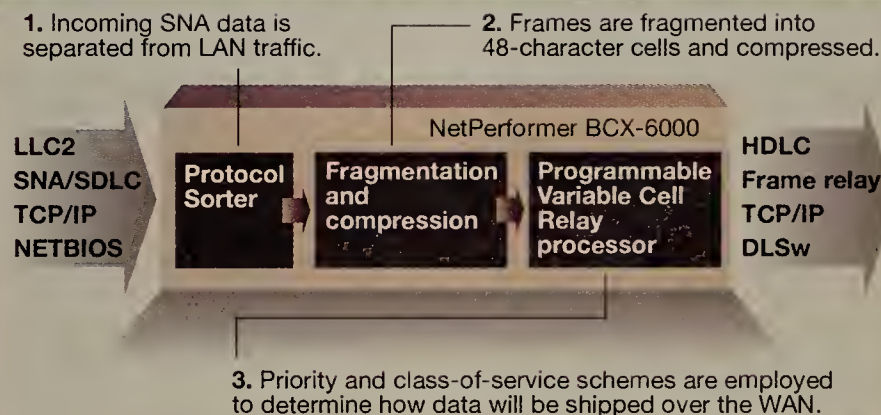 1. Incoming SNA data is
separated from LAN traffic.
2. Frames are fragmented into
48-character cells and compressed.
NetPerformer BCX-6000
LLC2
SNA/SDLC
TCP/IP
NETBIOS
Protocol
Sorter
Fragmentation
and
compression
Programmable
Variable Cell
Relay
processor
HDLC
Frame relay
TCP/IP
DLSw
3. Priority and class-of-service schemes are employed
to determine how data will be shipped over the WAN.